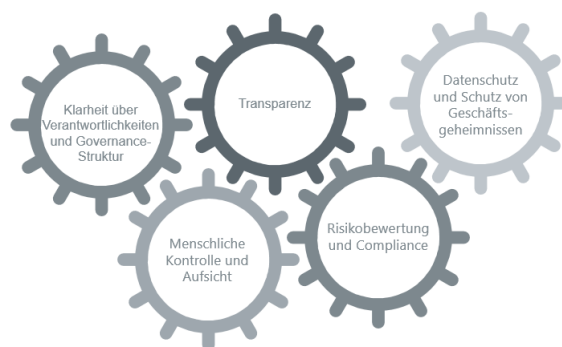 Klarheit über
Verantwortlichkeiten
und Governance-
Struktur
Transparenz
Datenschutz
und Schutz von
Geschäfts-
geheimnissen
Menschliche
Kontrolle und
Aufsicht
Risikobewertung
und Compliance